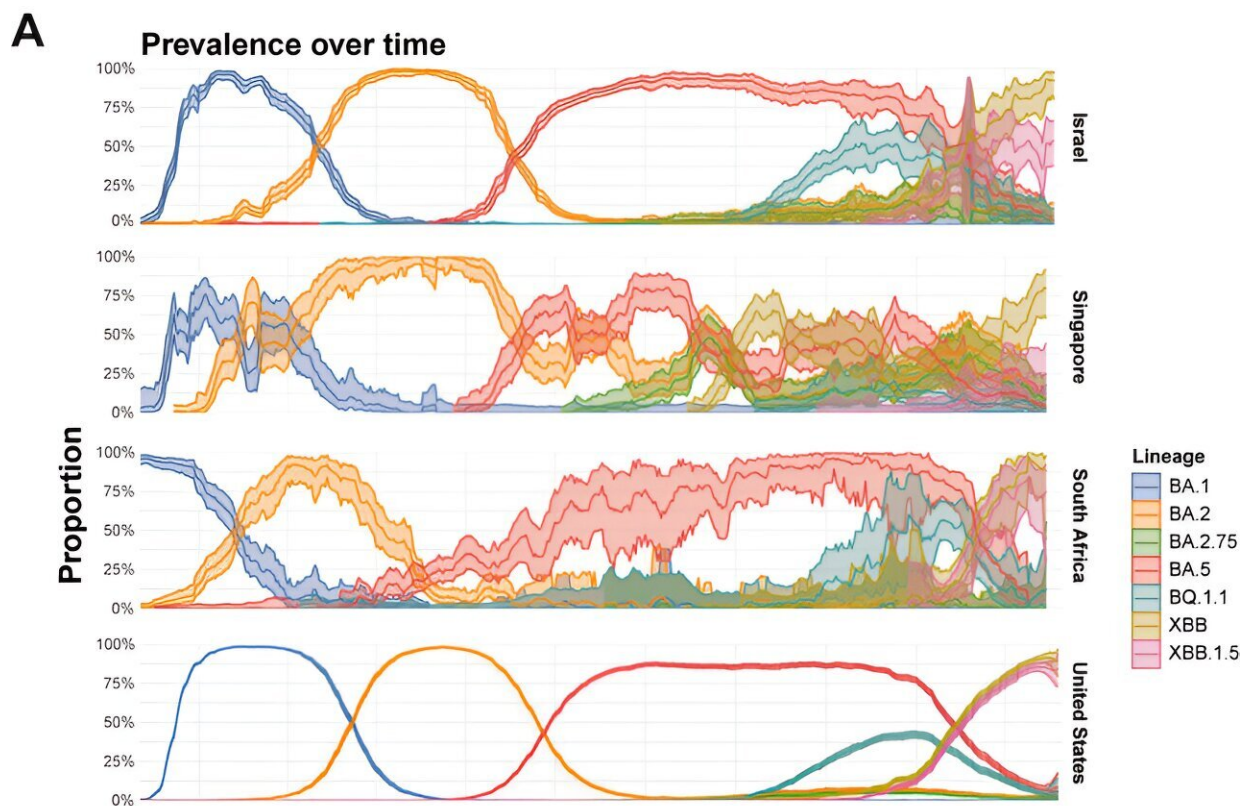 A
Prevalence over time
100%
75%
50%
25%
0%
Israel
100%
75%
50%
25%
0%
Singapore
100%
75%
50%
25%
0%
South Africa
100%
75%
50%
25%
0%
United States
Proportion
Lineage
BA.1
BA.2
BA.2.75
BA.5
BQ.1.1
XBB
XBB.1.5